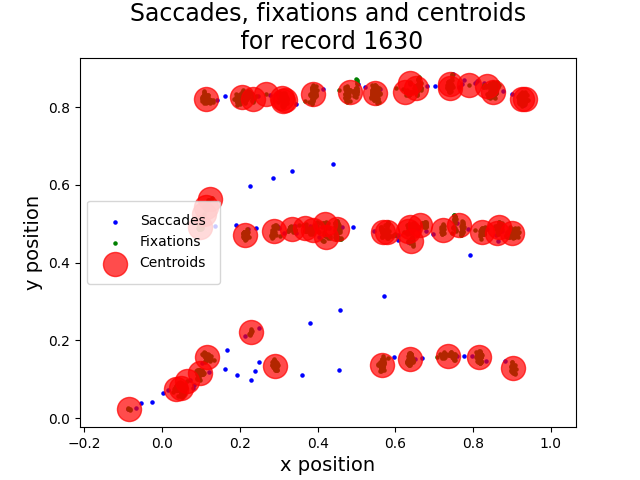 Saccades, fixations and centroids
for record 1630
y position
0.8
0.6
0.4
0.2
0.0
Saccades
Fixations
Centroids
−0.2
0.0
0.2
0.4
0.6
0.8
1.0
x position